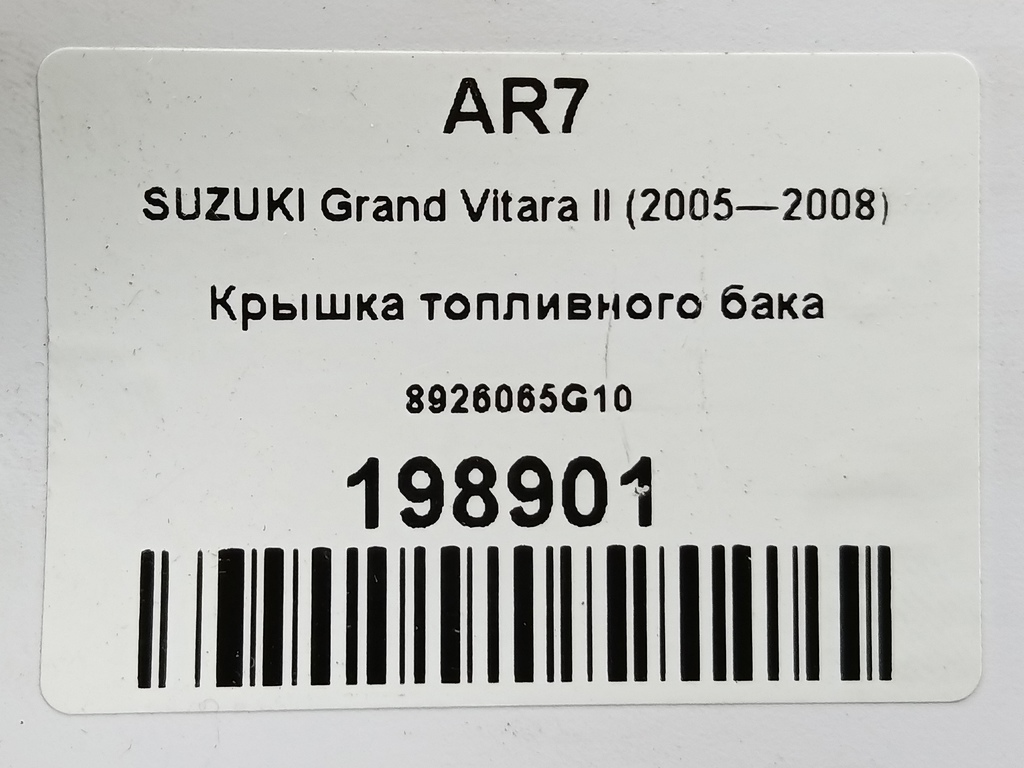 AR7
SUZUKI Grand Vitara II (2005—2008)
Крышка топливного бака
8926065G10
198901